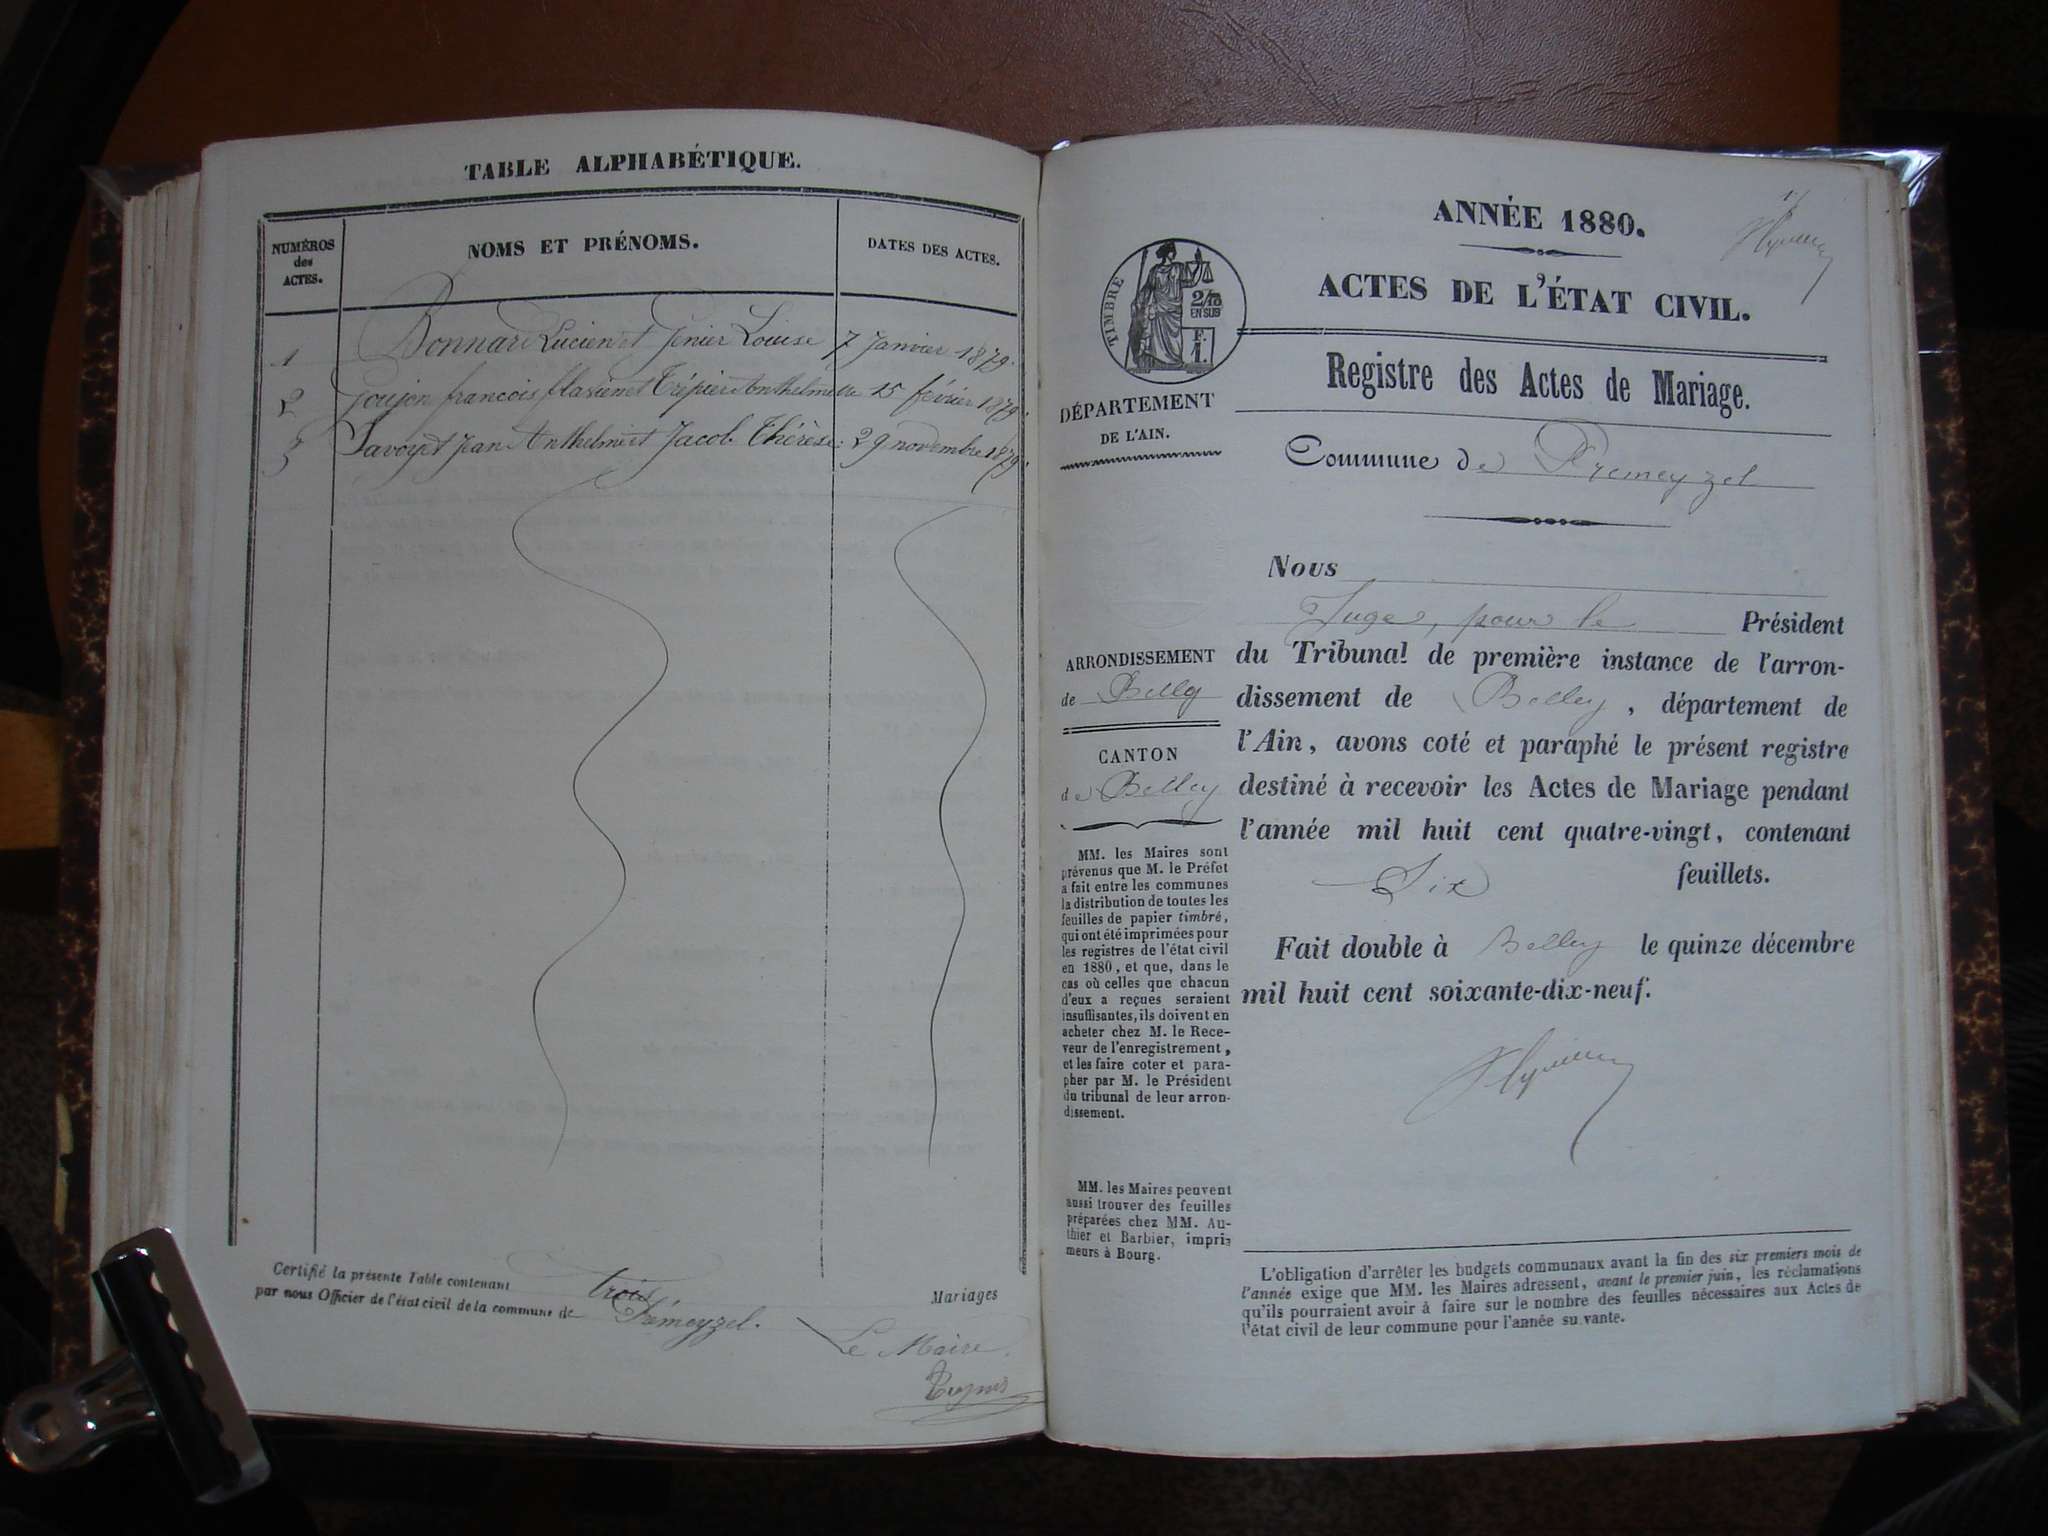 TABLE ALPHABÉTIQUE.
NUMÉROS
des
ACTES.
NOMS ET PRÉNOMS.
DATES DES ACTES.
1 Bonnard Lucien et Genier Louise 7 Janvier 1879.
2 Goujon françois flavien et Trépier Anthelmette 15 février 1879.
3 Savoyet Jean Anthelme et Jacob Thérèse: 29 novembre 1879.
Certifié la présente Table contenant trois Mariages
par nous Officier de l'état civil de la commune de Prémeyzel.
Le Maire.
1
ANNÉE 1880.
ACTES DE L'ÉTAT CIVIL.
TIMBRE
2/10
EN SUS
F.
1.
Registre des Actes de Mariage.
DÉPARTEMENT
DE L'AIN.
Commune de Premeyzel
Nous
Juge, pour le Président
du Tribunal de première instance de l'arron-
dissement de Belley, département de
l'Ain, avons coté et paraphé le présent registre
destiné à recevoir les Actes de Mariage pendant
l'année mil huit cent quatre-vingt, contenant
Six feuillets.
Fait double à Belley le quinze décembre
mil huit cent soixante-dix-neuf.
ARRONDISSEMENT
de Belley
CANTON
de Belley
MM. les Maires sont
prévenus que M. le Préfet
a fait entre les communes
la distribution de toutes les
feuilles de papier timbré,
qui ont été imprimées pour
les registres de l'état civil
en 1880, et que, dans le
cas où celles que chacun
d'eux a reçues seraient
insuffisantes, ils doivent en
acheter chez M. le Rece-
veur de l'enregistrement,
et les faire coter et para-
pher par M. le Président
du tribunal de leur arron-
dissement.
MM. les Maires peuvent
aussi trouver des feuilles
préparées chez MM. Au-
thier et Barbier, impri-
meurs à Bourg.
L'obligation d'arrêter les budgets communaux avant la fin des six premiers mois de
l'année exige que MM. les Maires adressent, avant le premier juin, les réclamations
qu'ils pourraient avoir à faire sur le nombre des feuilles nécessaires aux Actes de
l'état civil de leur commune pour l'année suivante.